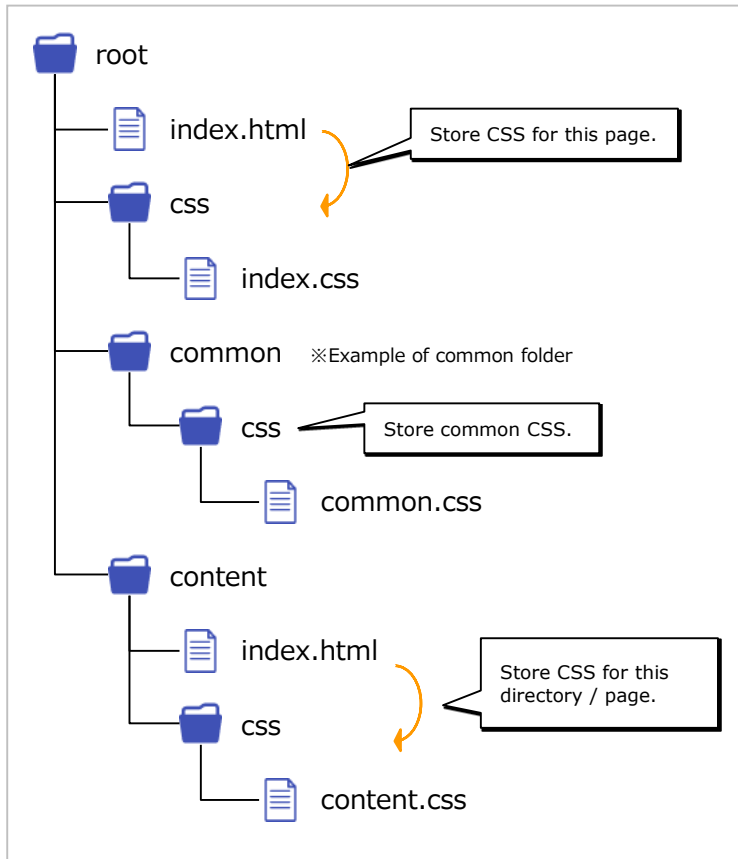 root
index.html
Store CSS for this page.
css
index.css
common
※Example of common folder
css
Store common CSS.
common.css
content
index.html
Store CSS for this
directory / page.
css
content.css